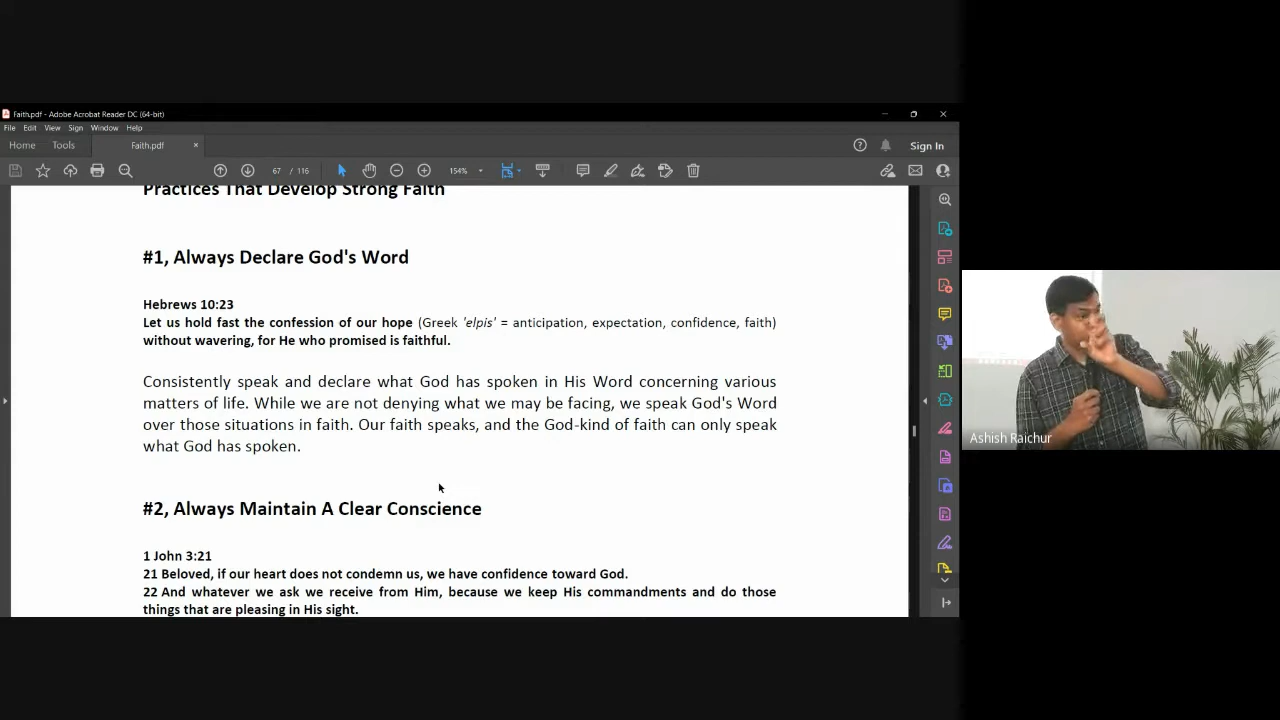 Faith.pdf - Adobe Acrobat Reader DC (64-bit)
File Edit View Sign Window Help
Home Tools Faith.pdf × Sign In
67 / 116 154%
Practices That Develop Strong Faith
#1, Always Declare God's Word
Hebrews 10:23
Let us hold fast the confession of our hope (Greek 'elpis' = anticipation, expectation, confidence, faith)
without wavering, for He who promised is faithful.
Consistently speak and declare what God has spoken in His Word concerning various
matters of life. While we are not denying what we may be facing, we speak God's Word
over those situations in faith. Our faith speaks, and the God-kind of faith can only speak
what God has spoken.
#2, Always Maintain A Clear Conscience
1 John 3:21
21 Beloved, if our heart does not condemn us, we have confidence toward God.
22 And whatever we ask we receive from Him, because we keep His commandments and do those
things that are pleasing in His sight.
Ashish Raichur